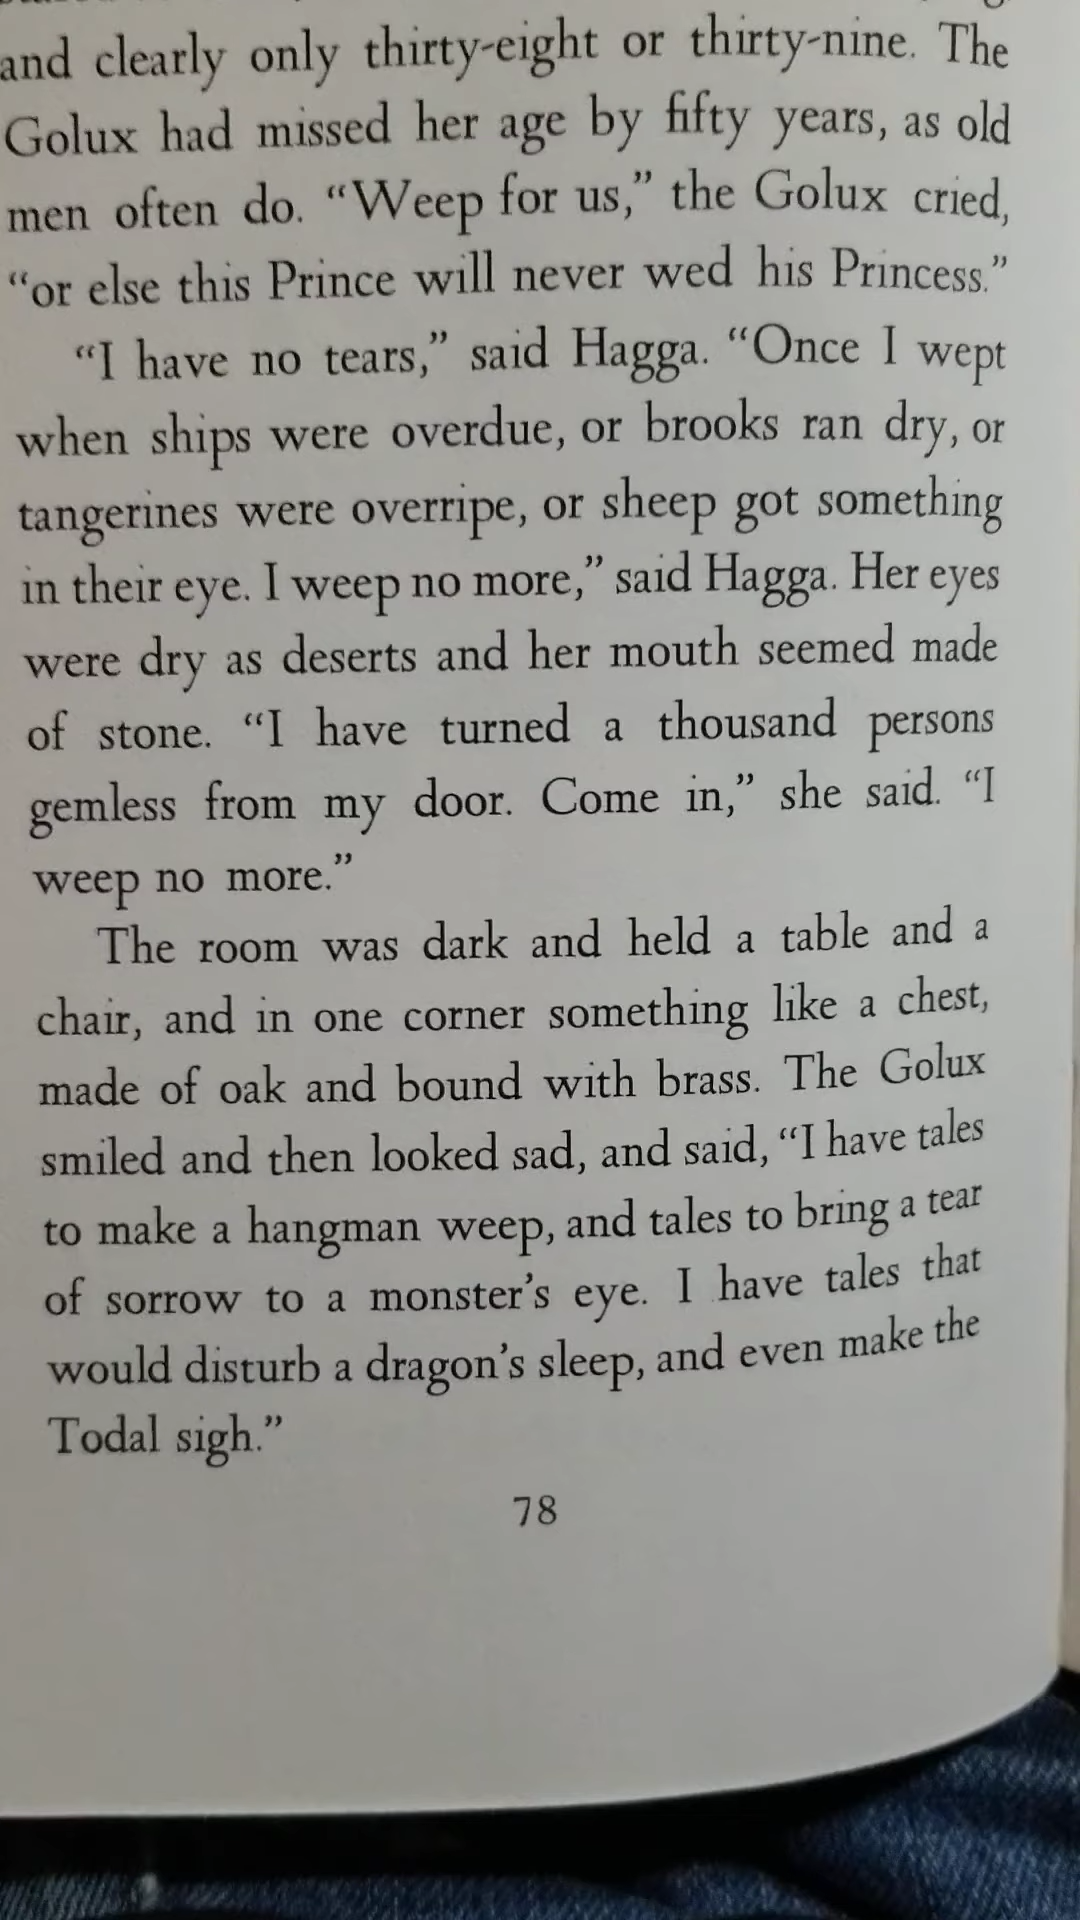 and clearly only thirty-eight or thirty-nine. The
Golux had missed her age by fifty years, as old
men often do. “Weep for us,” the Golux cried,
“or else this Prince will never wed his Princess.”
“I have no tears,” said Hagga. “Once I wept
when ships were overdue, or brooks ran dry, or
tangerines were overripe, or sheep got something
in their eye. I weep no more,” said Hagga. Her eyes
were dry as deserts and her mouth seemed made
of stone. “I have turned a thousand persons
gemless from my door. Come in,” she said. “I
weep no more.”
The room was dark and held a table and a
chair, and in one corner something like a chest,
made of oak and bound with brass. The Golux
smiled and then looked sad, and said, “I have tales
to make a hangman weep, and tales to bring a tear
of sorrow to a monster’s eye. I have tales that
would disturb a dragon’s sleep, and even make the
Todal sigh.”
78